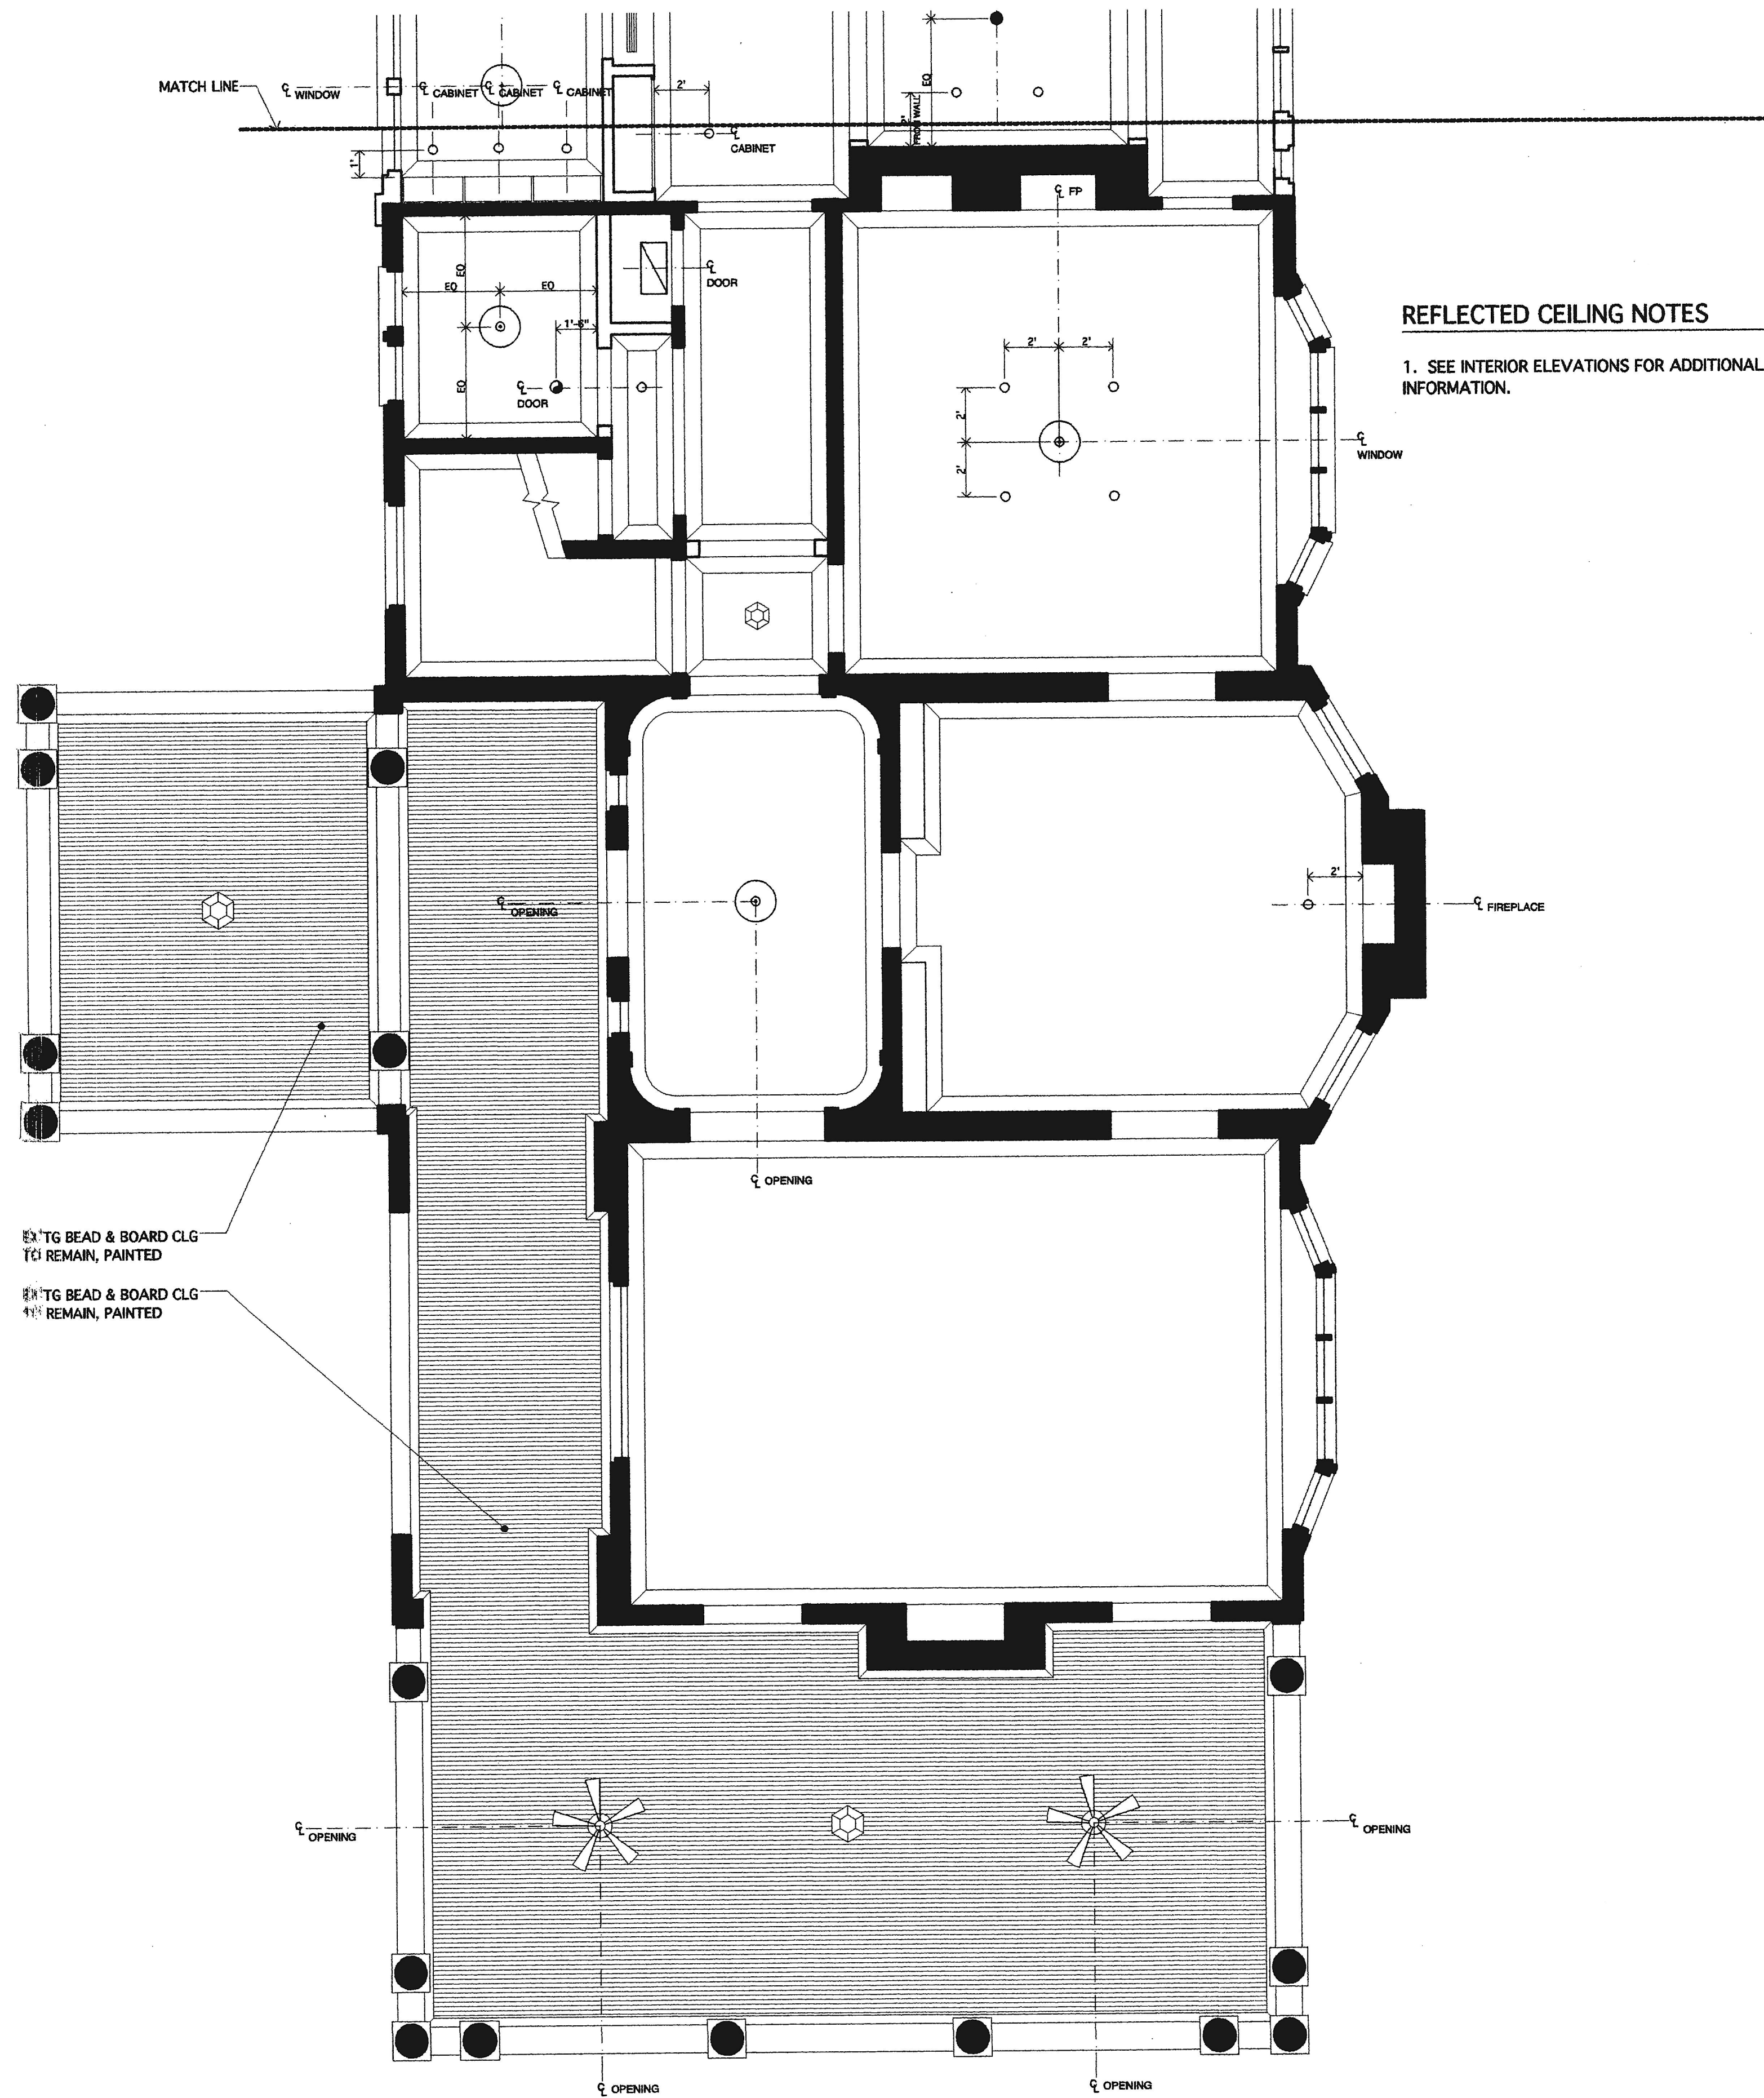 EQ
MATCH LINE
℄ WINDOW
℄ CABINET
℄ CABINET
℄ CABINET
2'
2'
FROM WALL
℄
CABINET
1'
℄ FP
EQ
EQ
EQ
EQ
1'-6"
℄
DOOR
℄
DOOR
2'
2'
2'
2'
℄
WINDOW
REFLECTED CEILING NOTES
1. SEE INTERIOR ELEVATIONS FOR ADDITIONAL
INFORMATION.
℄ OPENING
2'
℄ FIREPLACE
℄ OPENING
TG BEAD & BOARD CLG
TO REMAIN, PAINTED
TG BEAD & BOARD CLG
REMAIN, PAINTED
℄ OPENING
℄ OPENING
℄ OPENING
℄ OPENING